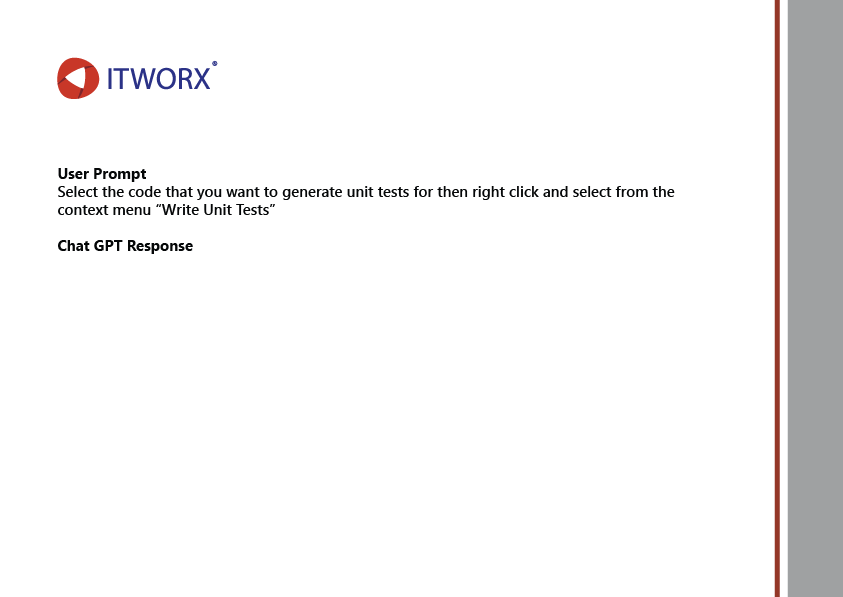 ITWORX®
User Prompt
Select the code that you want to generate unit tests for then right click and select from the
context menu “Write Unit Tests”
Chat GPT Response